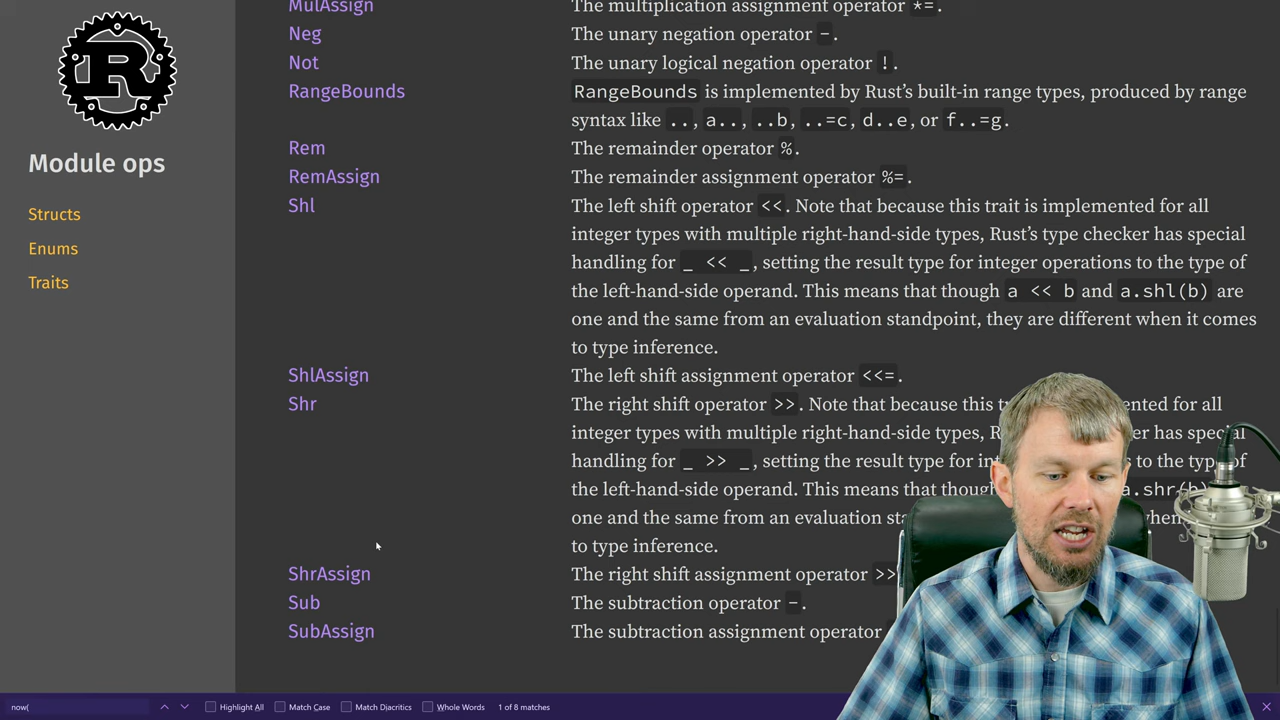 MulAssign The multiplication assignment operator *=.
Neg The unary negation operator -.
Not The unary logical negation operator !.
RangeBounds RangeBounds is implemented by Rust’s built-in range types, produced by range
syntax like .., a.., ..b, ..=c, d..e, or f..=g.
Module ops
Rem The remainder operator %.
RemAssign The remainder assignment operator %=.
Structs
Enums
Traits
Shl The left shift operator <<. Note that because this trait is implemented for all
integer types with multiple right-hand-side types, Rust’s type checker has special
handling for _ << _, setting the result type for integer operations to the type of
the left-hand-side operand. This means that though a << b and a.shl(b) are
one and the same from an evaluation standpoint, they are different when it comes
to type inference.
ShlAssign The left shift assignment operator <<=.
Shr The right shift operator >>. Note that because this for all
integer types with multiple right-hand-side types, has special
handling for _ >> _, setting the result type for to the type of
the left-hand-side operand. This means that a.shr(b)
one and the same from an evaluation
to type inference.
ShrAssign The right shift assignment operator >>
Sub The subtraction operator -.
SubAssign The subtraction assignment operator
now( Highlight All Match Case Match Diacritics Whole Words 1 of 8 matches